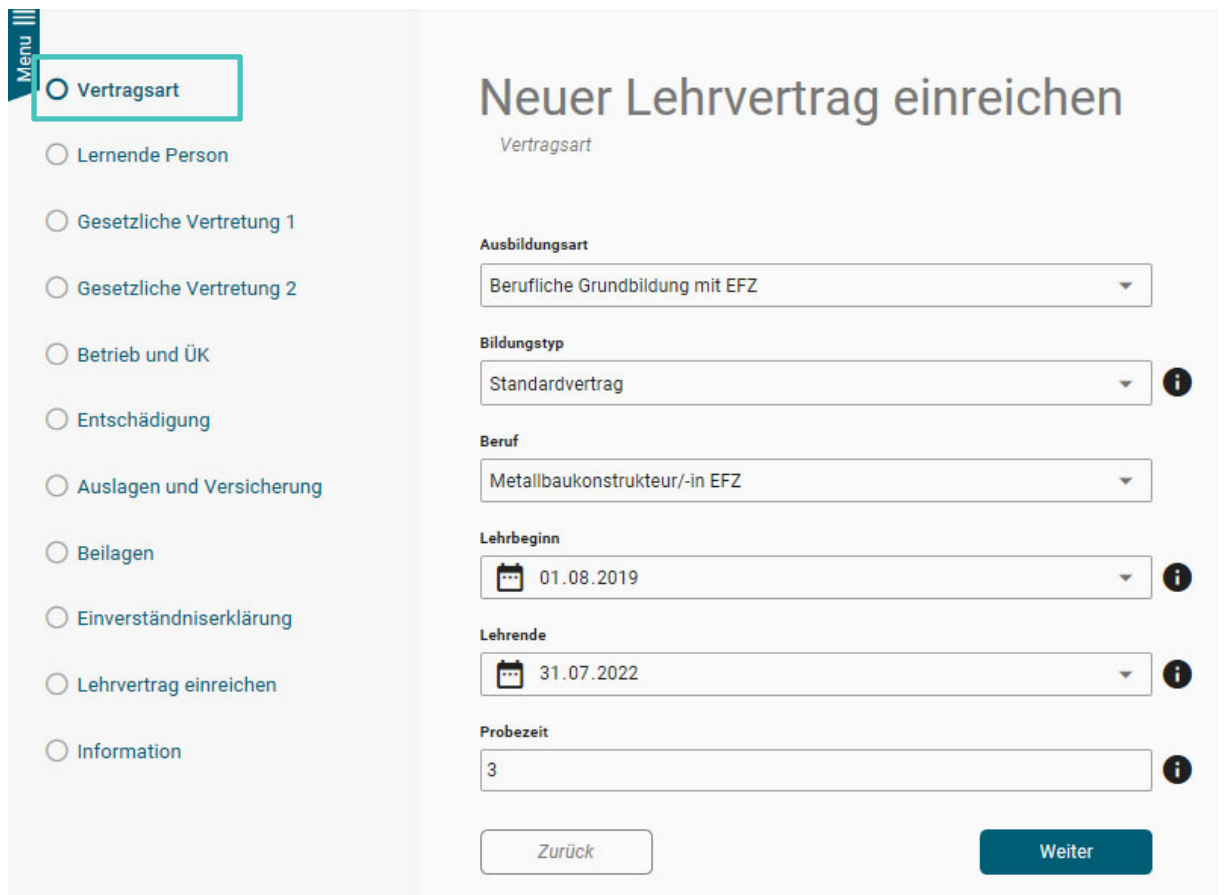 Menu
Vertragsart
Lernende Person
Gesetzliche Vertretung 1
Gesetzliche Vertretung 2
Betrieb und ÜK
Entschädigung
Auslagen und Versicherung
Beilagen
Einverständniserklärung
Lehrvertrag einreichen
Information
Neuer Lehrvertrag einreichen
Vertragsart
Ausbildungsart
Berufliche Grundbildung mit EFZ
Bildungstyp
Standardvertrag
Beruf
Metallbaukonstrukteur/-in EFZ
Lehrbeginn
01.08.2019
Lehrende
31.07.2022
Probezeit
3
Zurück
Weiter